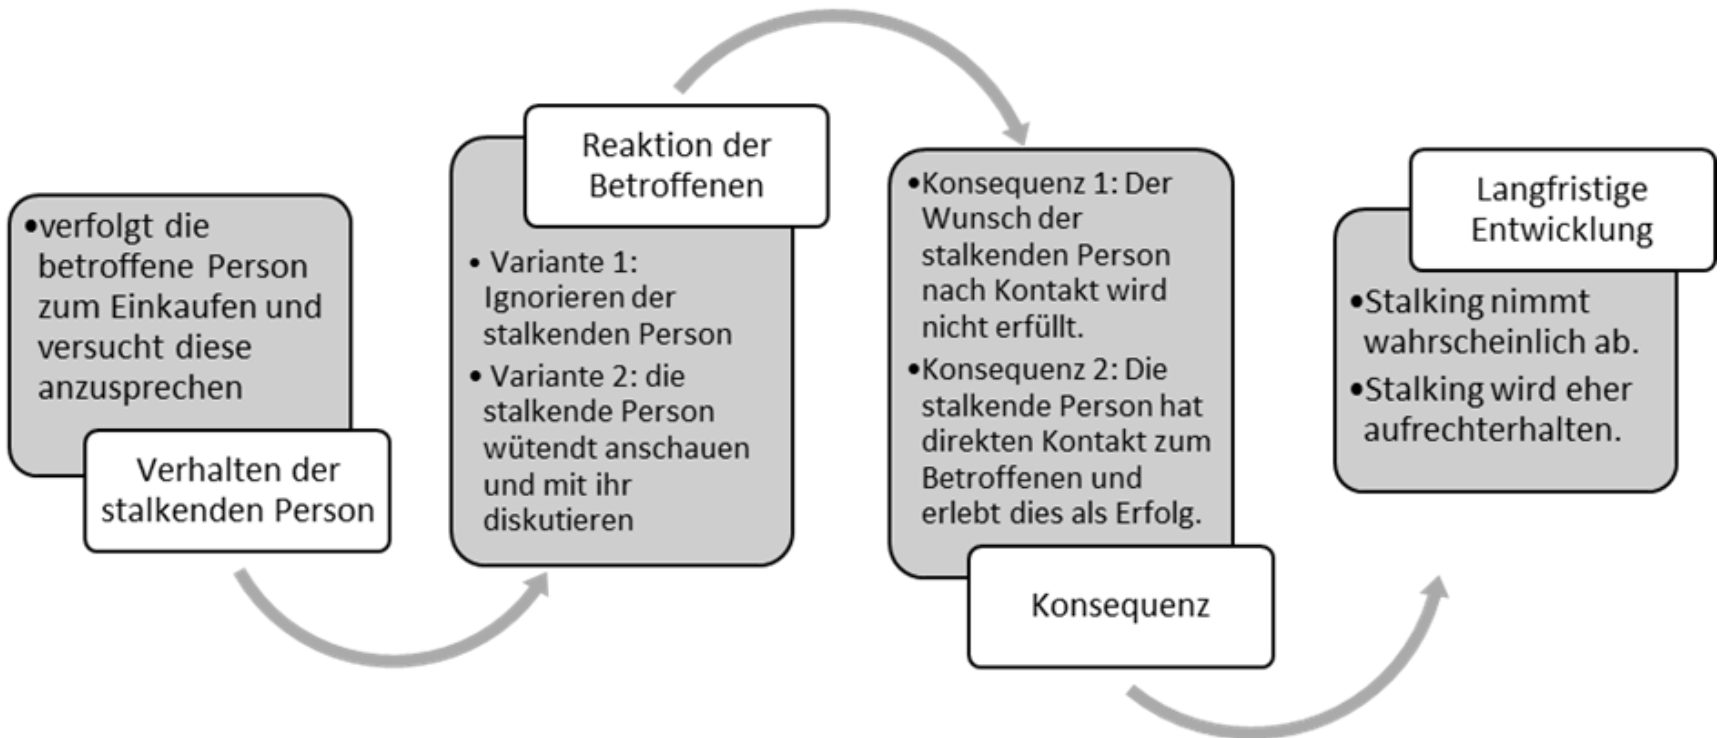 •verfolgt die
betroffene Person
zum Einkaufen und
versucht diese
anzusprechen
Verhalten der
stalkenden Person
Reaktion der
Betroffenen
• Variante 1:
Ignorieren der
stalkenden Person
• Variante 2: die
stalkende Person
wütendt anschauen
und mit ihr
diskutieren
•Konsequenz 1: Der
Wunsch der
stalkenden Person
nach Kontakt wird
nicht erfüllt.
•Konsequenz 2: Die
stalkende Person hat
direkten Kontakt zum
Betroffenen und
erlebt dies als Erfolg.
Konsequenz
Langfristige
Entwicklung
•Stalking nimmt
wahrscheinlich ab.
•Stalking wird eher
aufrechterhalten.